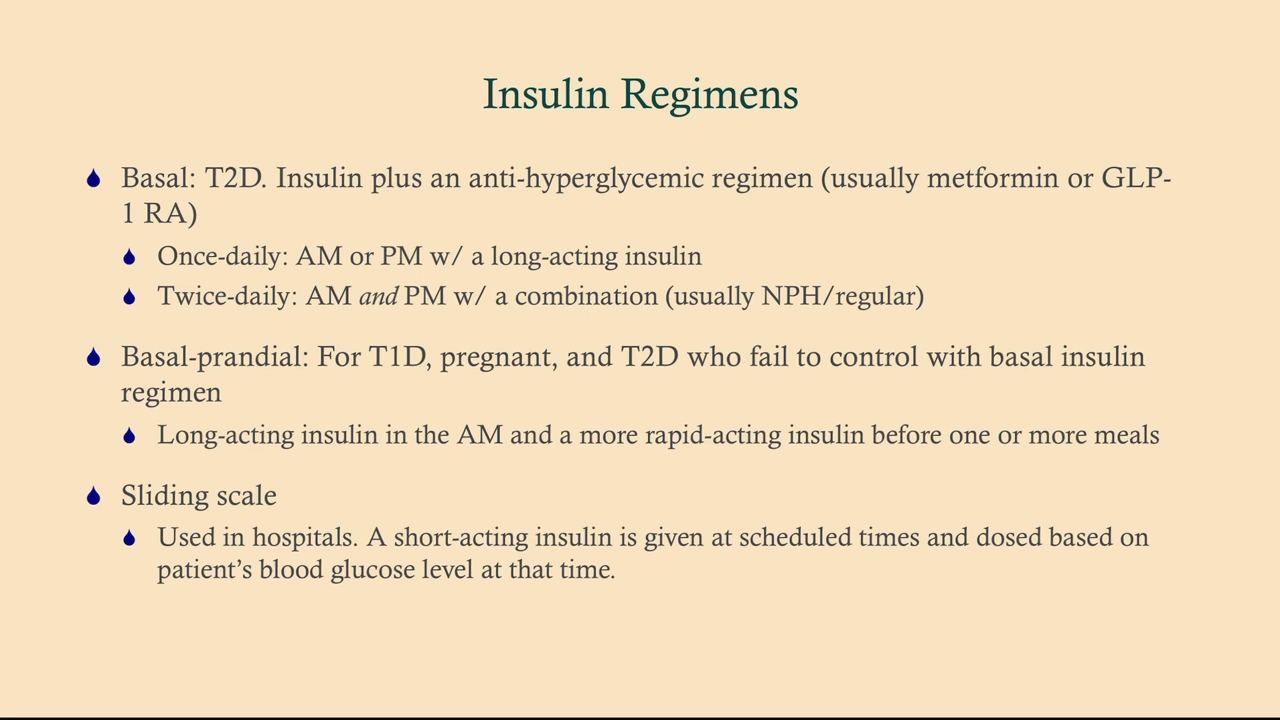 Insulin Regimens
Basal: T2D. Insulin plus an anti-hyperglycemic regimen (usually metformin or GLP-
1 RA)
Once-daily: AM or PM w/ a long-acting insulin
Twice-daily: AM and PM w/ a combination (usually NPH/regular)
Basal-prandial: For T1D, pregnant, and T2D who fail to control with basal insulin
regimen
Long-acting insulin in the AM and a more rapid-acting insulin before one or more meals
Sliding scale
Used in hospitals. A short-acting insulin is given at scheduled times and dosed based on
patient’s blood glucose level at that time.